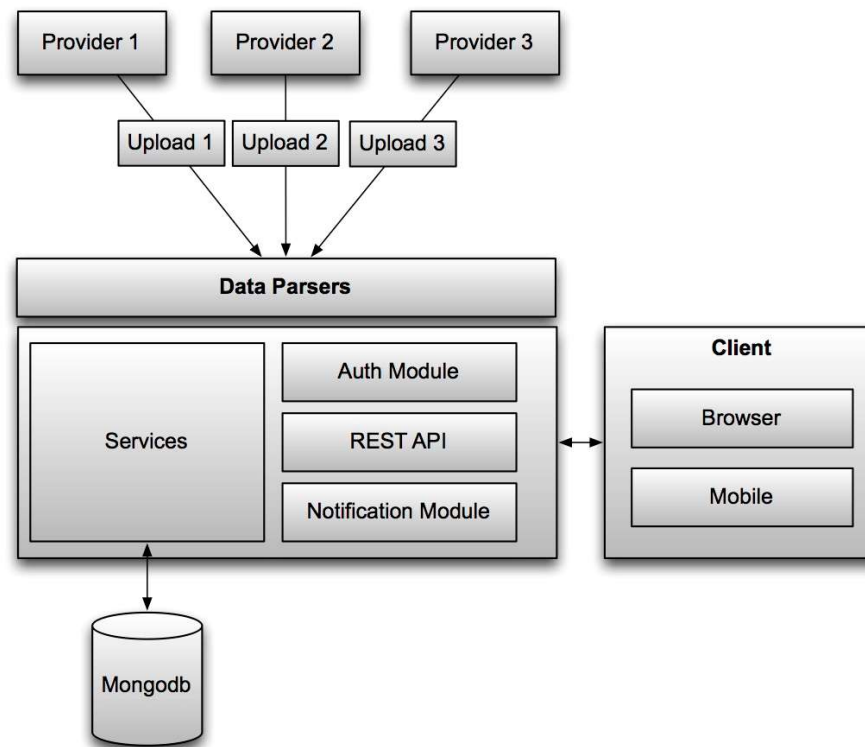 Provider 1
Provider 2
Provider 3
Upload 1
Upload 2
Upload 3
Data Parsers
Services
Auth Module
REST API
Notification Module
Client
Browser
Mobile
Mongodb